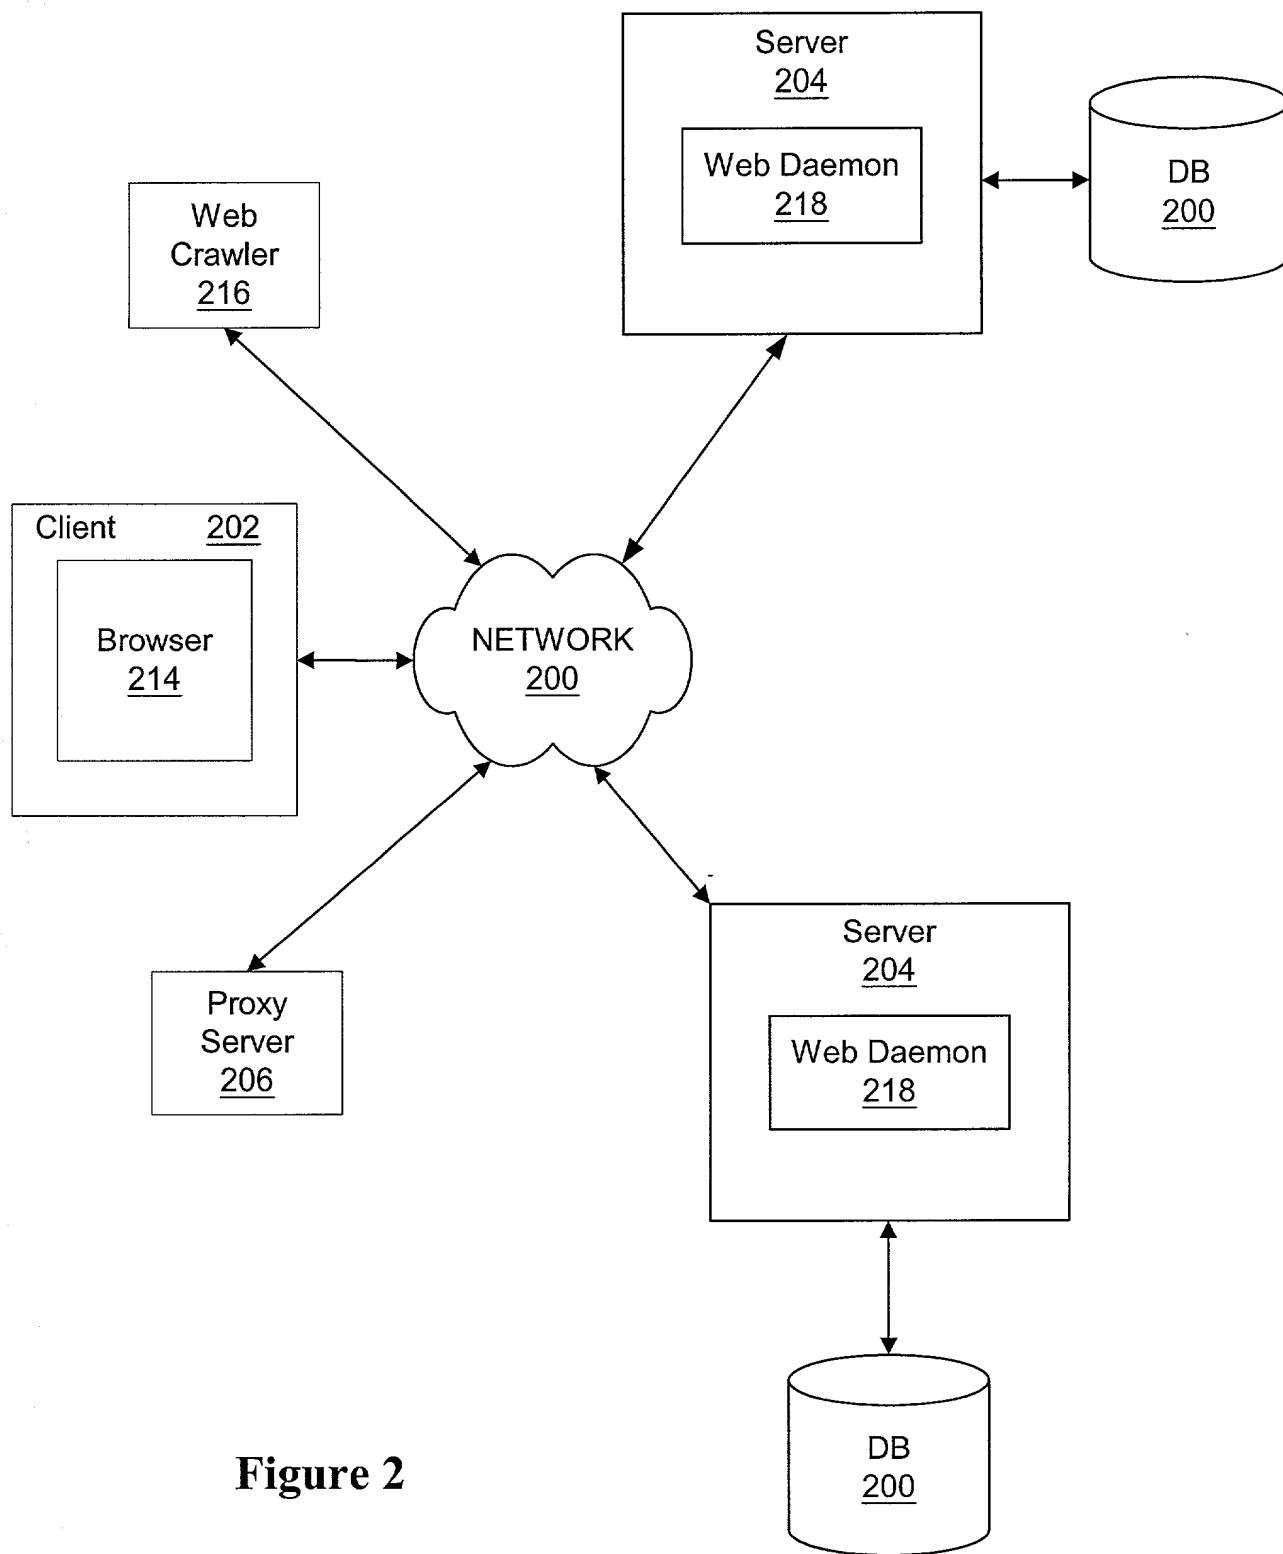 Server
204
Web Daemon
218
DB
200
Web
Crawler
216
Client 202
Browser
214
NETWORK
200
Proxy
Server
206
Server
204
Web Daemon
218
DB
200
Figure 2